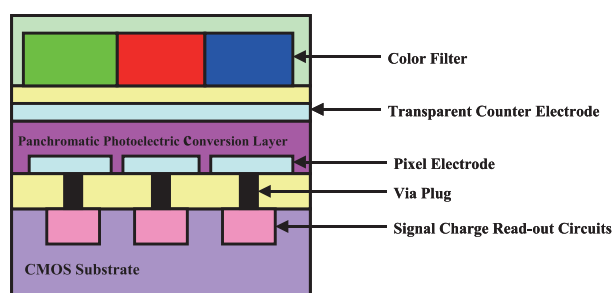 Color Filter
Transparent Counter Electrode
Panchromatic Photoelectric Conversion Layer
Pixel Electrode
Via Plug
Signal Charge Read-out Circuits
CMOS Substrate